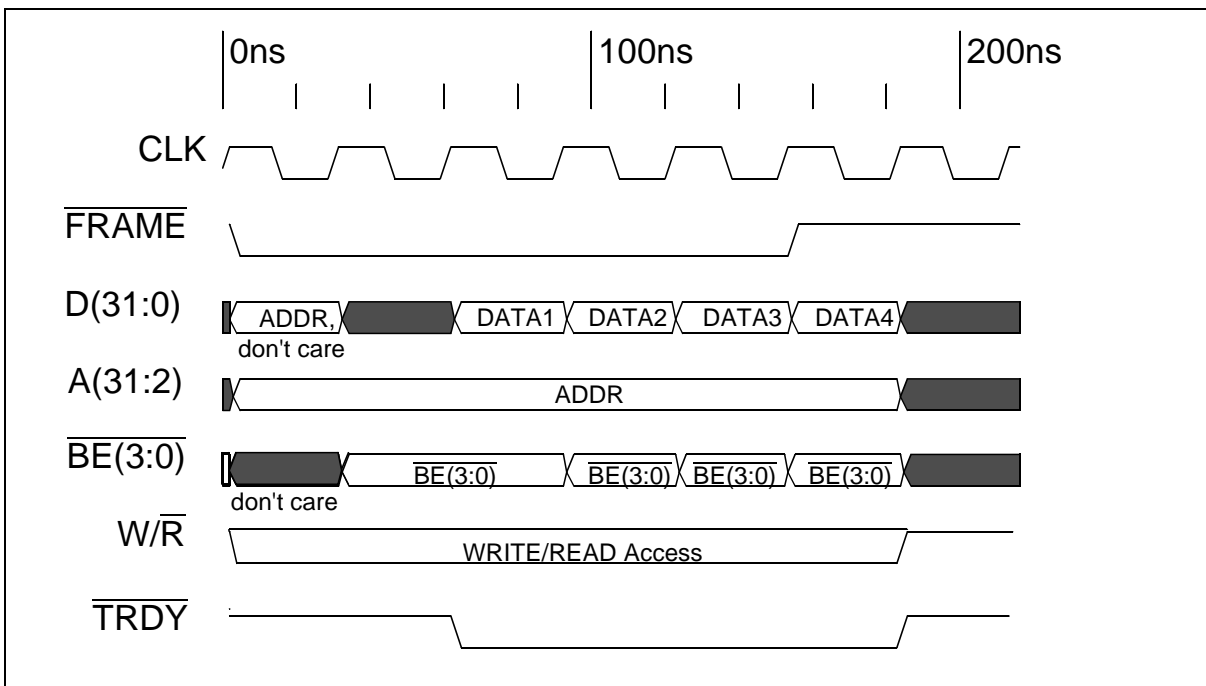 0ns 100ns 200ns
CLK
FRAME
D(31:0) ADDR, DATA1 DATA2 DATA3 DATA4
don't care
A(31:2) ADDR
BE(3:0) BE(3:0) BE(3:0) BE(3:0) BE(3:0)
don't care
W/R WRITE/READ Access
TRDY